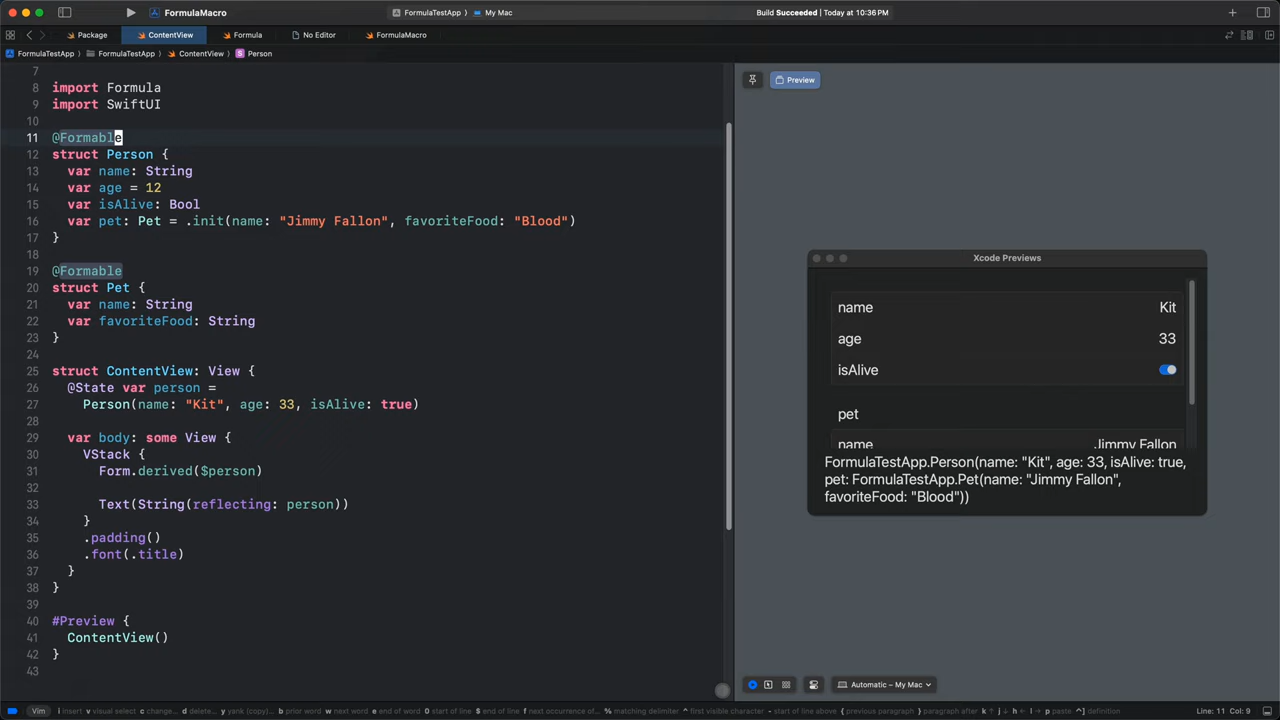 FormulaMacro
FormulaTestApp
My Mac
Build Succeeded | Today at 10:36 PM
Package
ContentView
Formula
No Editor
FormulaMacro
FormulaTestApp
FormulaTestApp
ContentView
S Person
7
8 import Formula
9 import SwiftUI
10
11 @Formable
12 struct Person {
13 var name: String
14 var age = 12
15 var isAlive: Bool
16 var pet: Pet = .init(name: "Jimmy Fallon", favoriteFood: "Blood")
17 }
18
19 @Formable
20 struct Pet {
21 var name: String
22 var favoriteFood: String
23 }
24
25 struct ContentView: View {
26 @State var person =
27 Person(name: "Kit", age: 33, isAlive: true)
28
29 var body: some View {
30 VStack {
31 Form.derived($person)
32
33 Text(String(reflecting: person))
34 }
35 .padding()
36 .font(.title)
37 }
38 }
39
40 #Preview {
41 ContentView()
42 }
43
Preview
Xcode Previews
name Kit
age 33
isAlive
pet
name Jimmy Fallon
FormulaTestApp.Person(name: "Kit", age: 33, isAlive: true,
pet: FormulaTestApp.Pet(name: "Jimmy Fallon",
favoriteFood: "Blood"))
Automatic – My Mac
Vim i insert v visual select c change... d delete... y yank (copy)... b prior word w next word e end of word 0 start of line $ end of line f next occurrence of... % matching delimiter ^ first visible character - start of line above { previous paragraph } paragraph after k ↑ j ↓ h ← l → p paste ^] definition
Line: 11 Col: 9